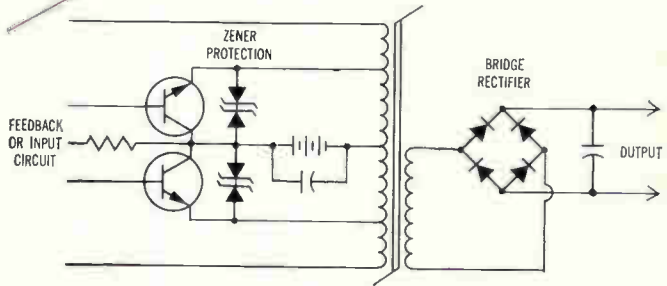 ZENER
PROTECTION
BRIDGE
RECTIFIER
FEEDBACK
OR INPUT
CIRCUIT
OUTPUT